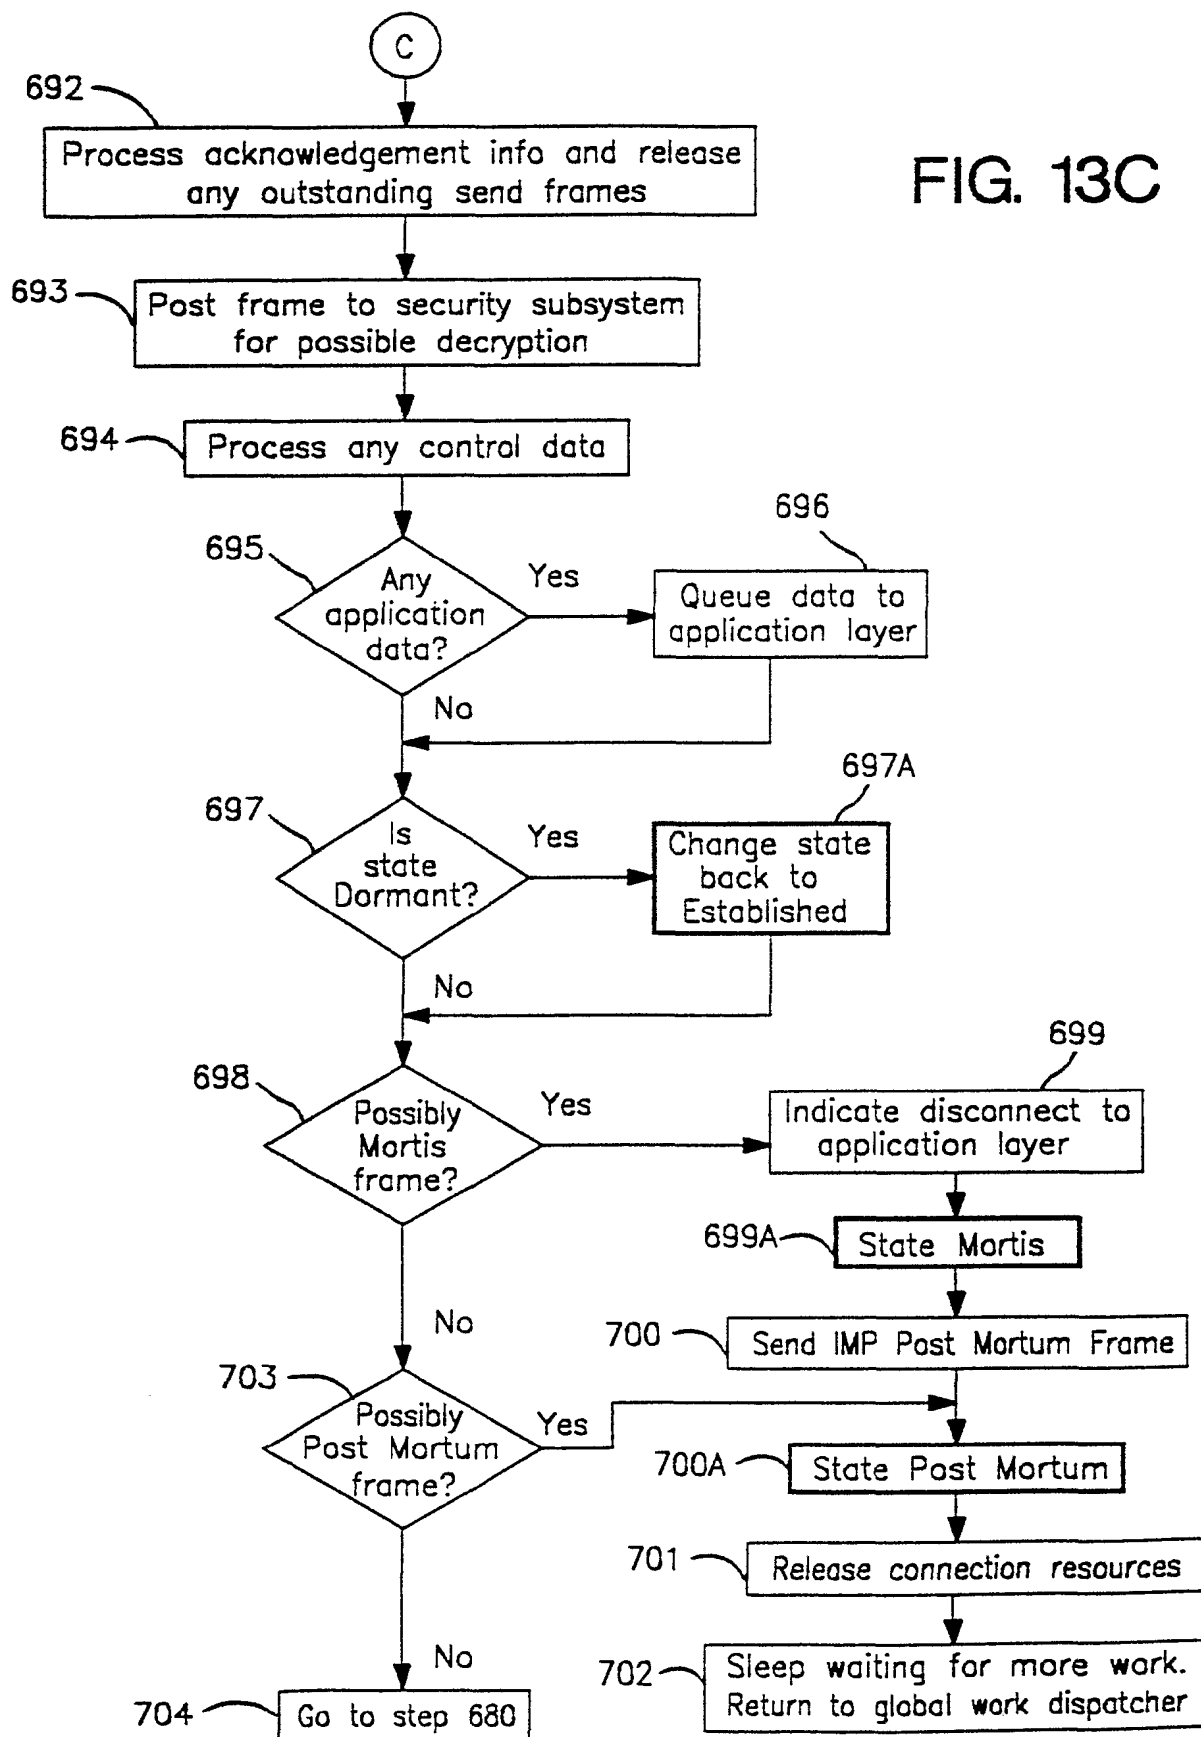 C
692
Process acknowledgement info and release
any outstanding send frames
FIG. 13C
693
Post frame to security subsystem
for possible decryption
694
Process any control data
695
Any
application
data?
Yes
696
Queue data to
application layer
No
697
Is
state
Dormant?
Yes
697A
Change state
back to
Established
No
698
Possibly
Mortis
frame?
Yes
699
Indicate disconnect to
application layer
699A
State Mortis
No
700
Send IMP Post Mortum Frame
703
Possibly
Post Mortum
frame?
Yes
700A
State Post Mortum
701
Release connection resources
No
702
Sleep waiting for more work.
Return to global work dispatcher
704
Go to step 680